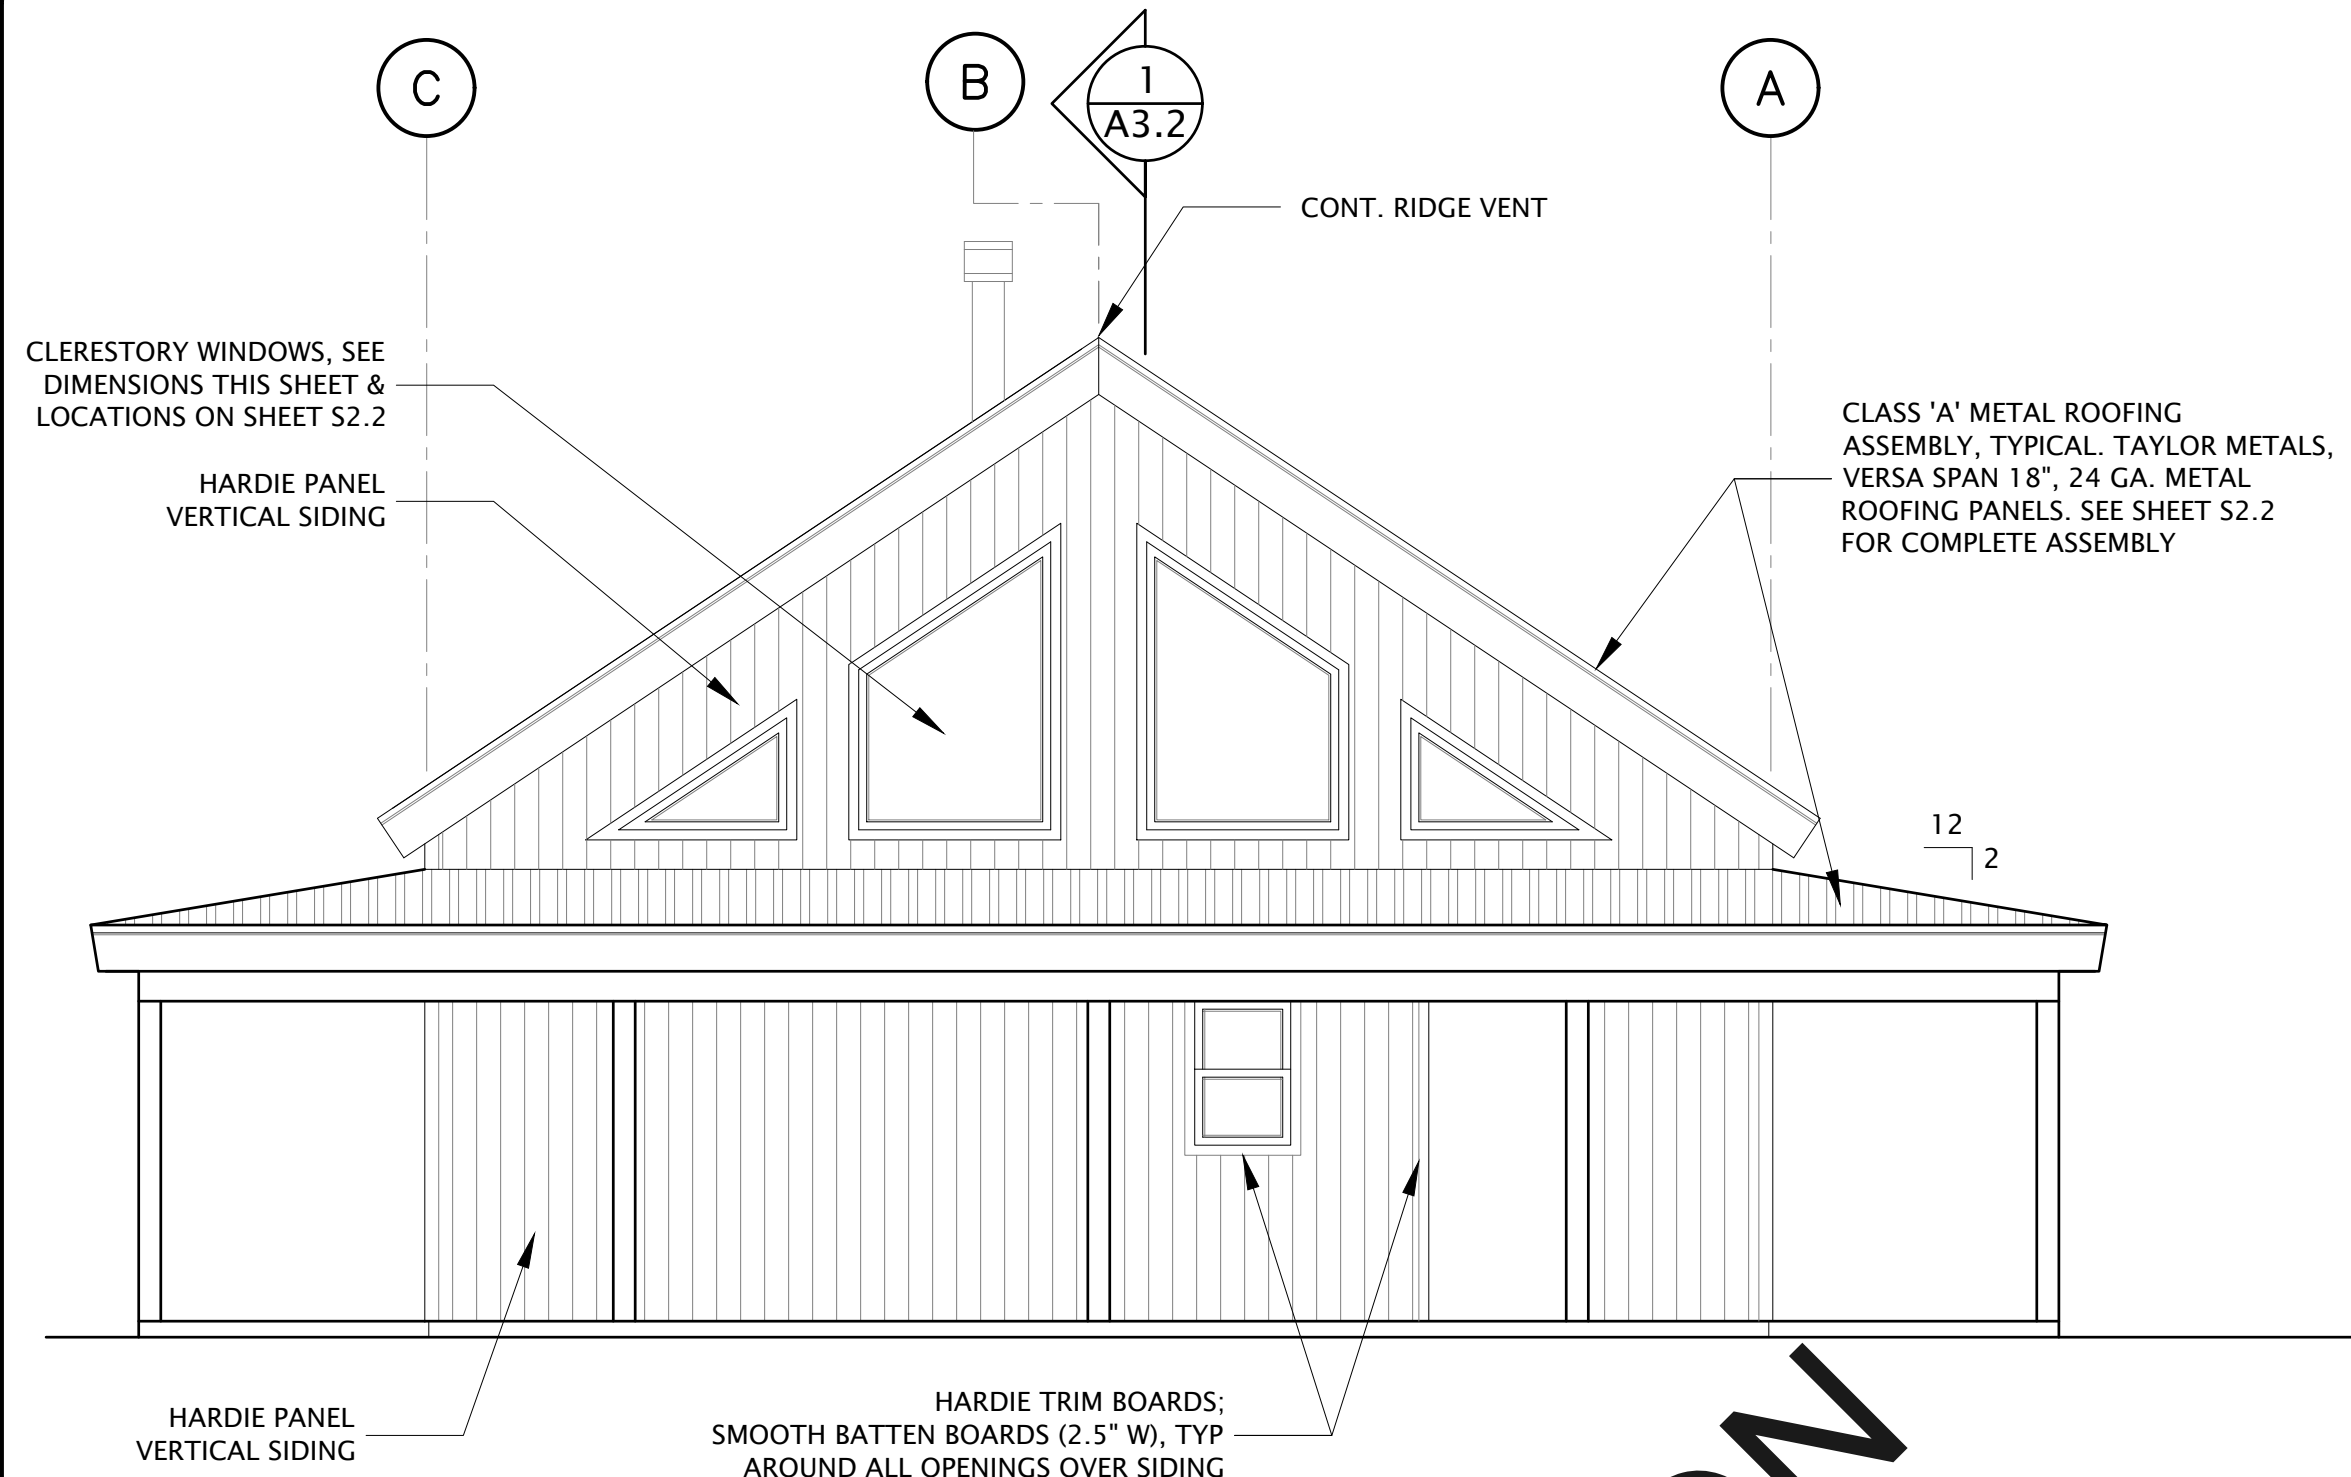 C
B
1
A3.2
A
CONT. RIDGE VENT
CLERESTORY WINDOWS, SEE
DIMENSIONS THIS SHEET &
LOCATIONS ON SHEET S2.2
HARDIE PANEL
VERTICAL SIDING
CLASS 'A' METAL ROOFING
ASSEMBLY, TYPICAL. TAYLOR METALS,
VERSA SPAN 18", 24 GA. METAL
ROOFING PANELS. SEE SHEET S2.2
FOR COMPLETE ASSEMBLY
12
2
HARDIE PANEL
VERTICAL SIDING
HARDIE TRIM BOARDS;
SMOOTH BATTEN BOARDS (2.5" W), TYP
AROUND ALL OPENINGS OVER SIDING